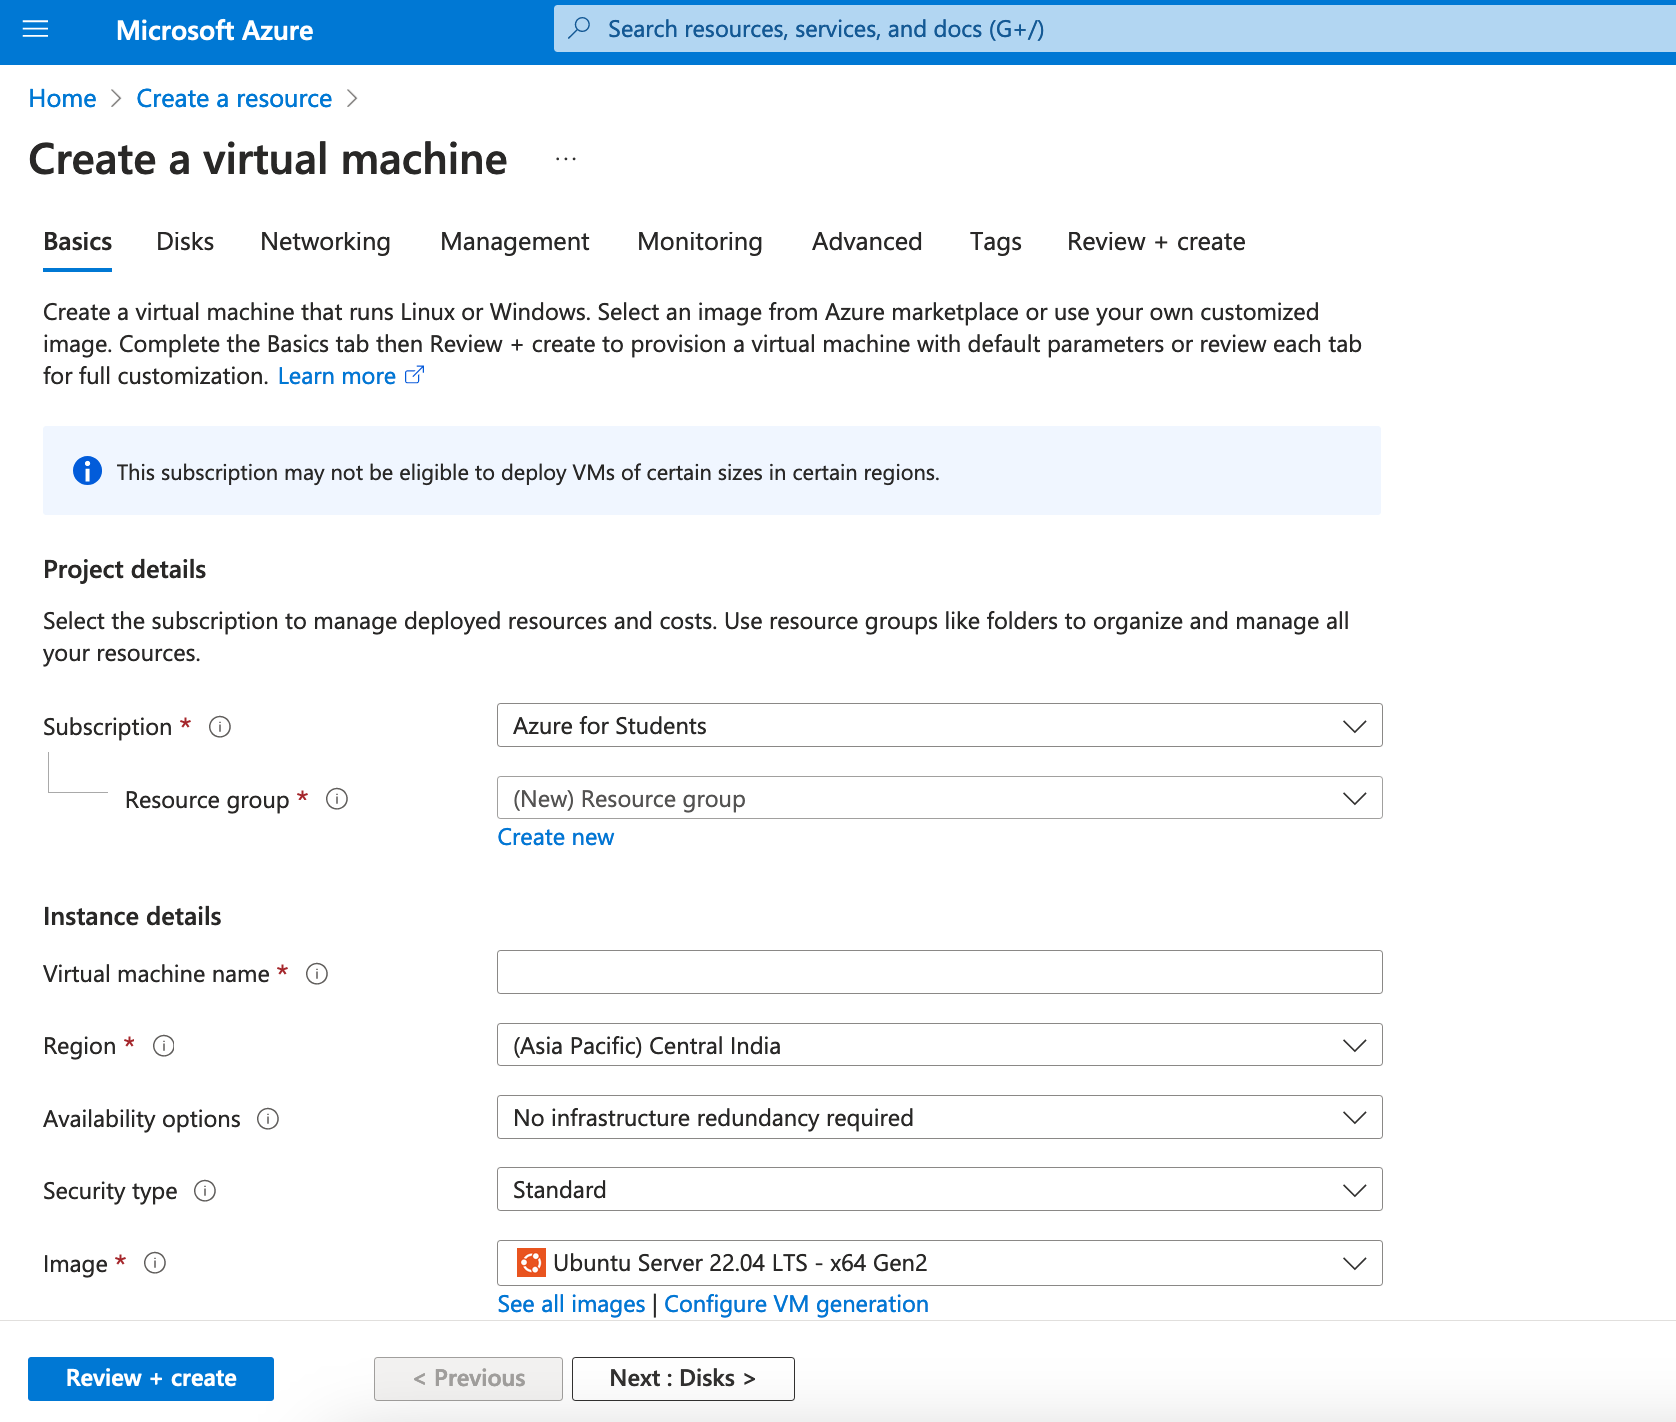 Microsoft Azure
Search resources, services, and docs (G+/)
Home > Create a resource >
Create a virtual machine ...
Basics Disks Networking Management Monitoring Advanced Tags Review + create
Create a virtual machine that runs Linux or Windows. Select an image from Azure marketplace or use your own customized
image. Complete the Basics tab then Review + create to provision a virtual machine with default parameters or review each tab
for full customization. Learn more
This subscription may not be eligible to deploy VMs of certain sizes in certain regions.
Project details
Select the subscription to manage deployed resources and costs. Use resource groups like folders to organize and manage all
your resources.
Subscription * Azure for Students
Resource group * (New) Resource group
Create new
Instance details
Virtual machine name *
Region * (Asia Pacific) Central India
Availability options No infrastructure redundancy required
Security type Standard
Image * Ubuntu Server 22.04 LTS - x64 Gen2
See all images | Configure VM generation
Review + create < Previous Next : Disks >